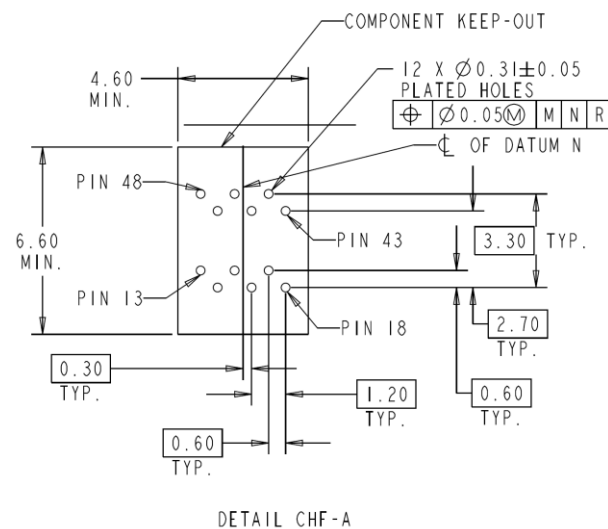 COMPONENT KEEP-OUT
4.60
MIN.
12 X Ø0.31±0.05
PLATED HOLES
⌖ Ø0.05Ⓜ M N R
℄ OF DATUM N
PIN 48
PIN 43
3.30 TYP.
6.60
MIN.
PIN 13
PIN 18
2.70
TYP.
0.30
TYP.
1.20
TYP.
0.60
TYP.
0.60
TYP.
DETAIL CHF-A